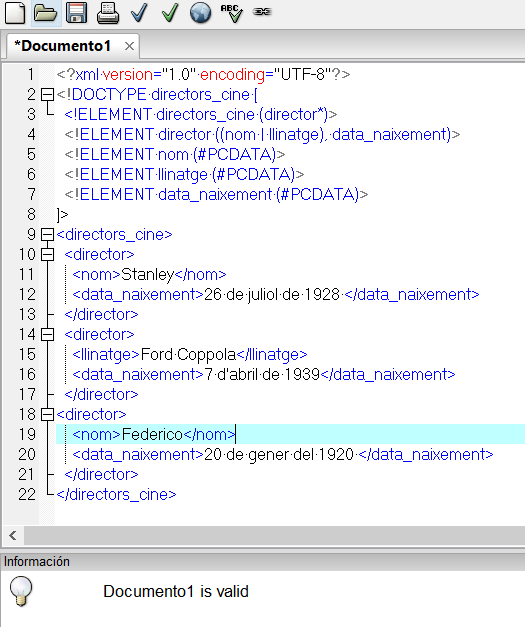 ABC
*Documento1
1 <?xml version="1.0" encoding="UTF-8"?>
2 <!DOCTYPE directors_cine [
3 <!ELEMENT directors_cine (director*)>
4 <!ELEMENT director ((nom | llinatge), data_naixement)>
5 <!ELEMENT nom (#PCDATA)>
6 <!ELEMENT llinatge (#PCDATA)>
7 <!ELEMENT data_naixement (#PCDATA)>
8 ]>
9 <directors_cine>
10 <director>
11 <nom>Stanley</nom>
12 <data_naixement>26 de juliol de 1928 </data_naixement>
13 </director>
14 <director>
15 <llinatge>Ford Coppola</llinatge>
16 <data_naixement>7 d'abril de 1939</data_naixement>
17 </director>
18 <director>
19 <nom>Federico</nom>
20 <data_naixement>20 de gener del 1920 </data_naixement>
21 </director>
22 </directors_cine>
Información
Documento1 is valid